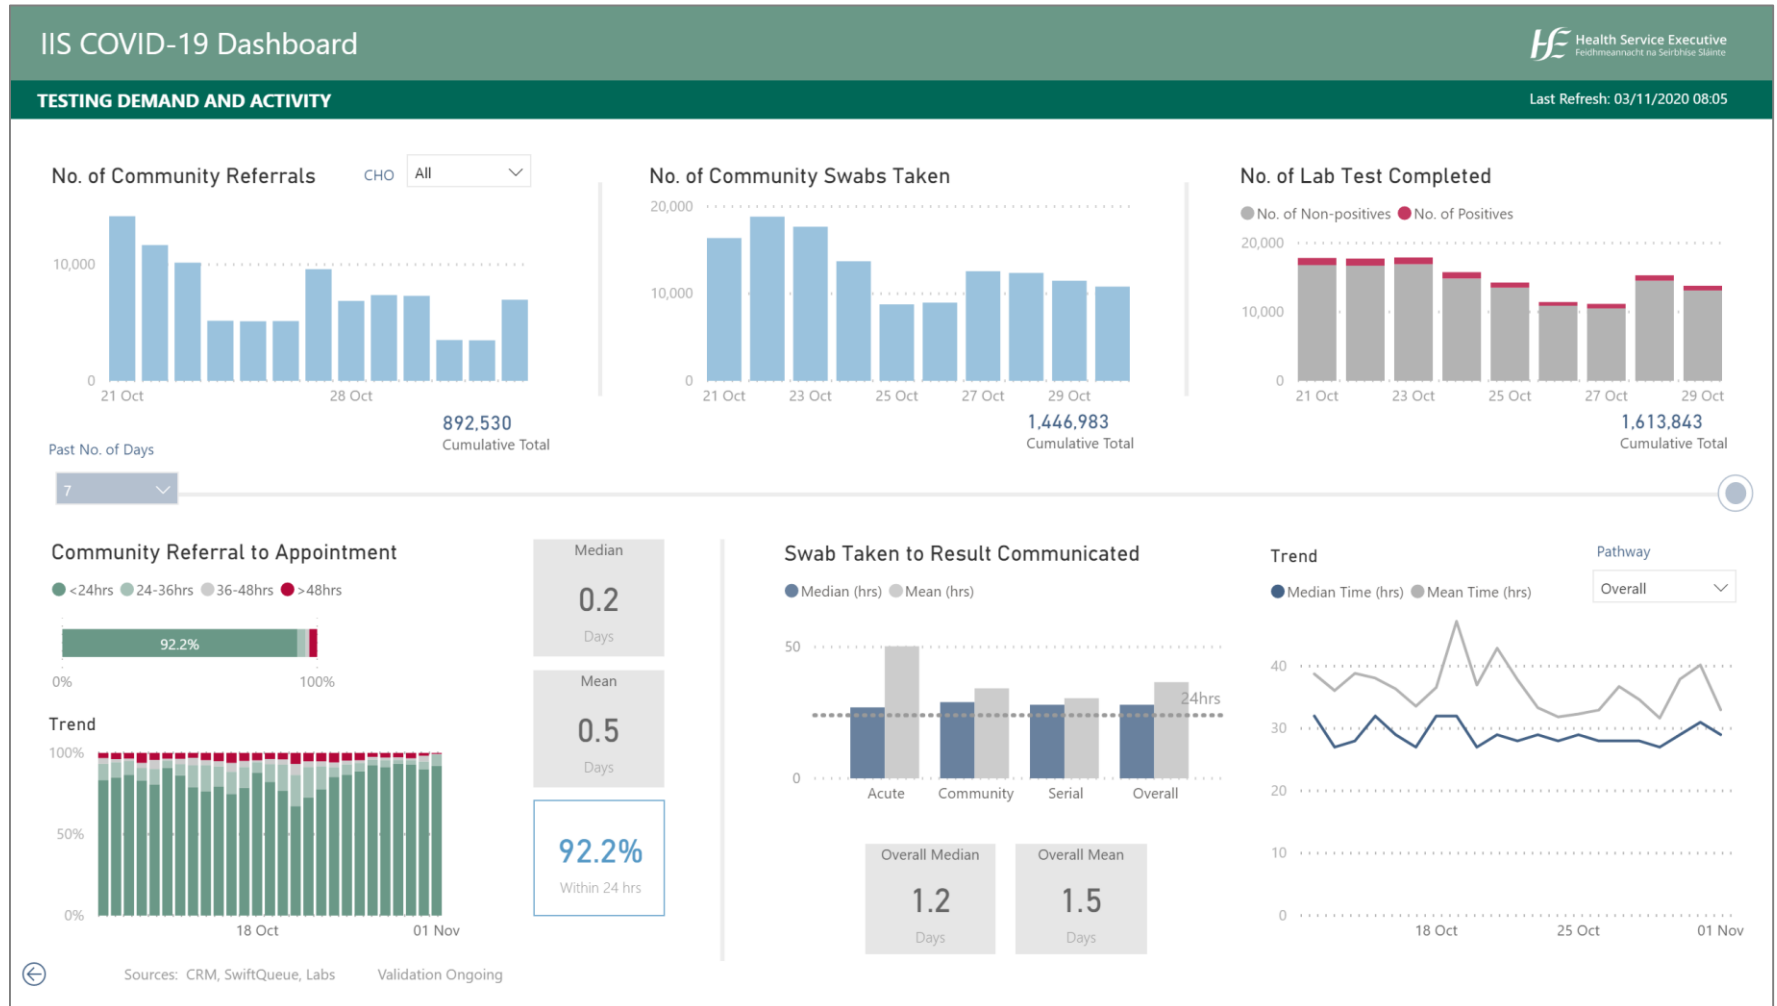 IIS COVID-19 Dashboard
Health Service Executive
Feidhmeannacht na Seirbhíse Sláinte
TESTING DEMAND AND ACTIVITY
Last Refresh: 03/11/2020 08:05
No. of Community Referrals
CHO
All
10,000
0
21 Oct
28 Oct
892,530
Cumulative Total
No. of Community Swabs Taken
20,000
10,000
0
21 Oct
23 Oct
25 Oct
27 Oct
29 Oct
1,446,983
Cumulative Total
No. of Lab Test Completed
No. of Non-positives
No. of Positives
20,000
10,000
0
21 Oct
23 Oct
25 Oct
27 Oct
29 Oct
1,613,843
Cumulative Total
Past No. of Days
7
Community Referral to Appointment
<24hrs
24-36hrs
36-48hrs
>48hrs
92.2%
0%
100%
Trend
100%
50%
0%
18 Oct
01 Nov
Median
0.2
Days
Mean
0.5
Days
92.2%
Within 24 hrs
Swab Taken to Result Communicated
Median (hrs)
Mean (hrs)
50
24hrs
0
Acute
Community
Serial
Overall
Overall Median
1.2
Days
Overall Mean
1.5
Days
Trend
Pathway
Overall
Median Time (hrs)
Mean Time (hrs)
40
30
20
10
0
18 Oct
25 Oct
01 Nov
Sources: CRM, SwiftQueue, Labs
Validation Ongoing